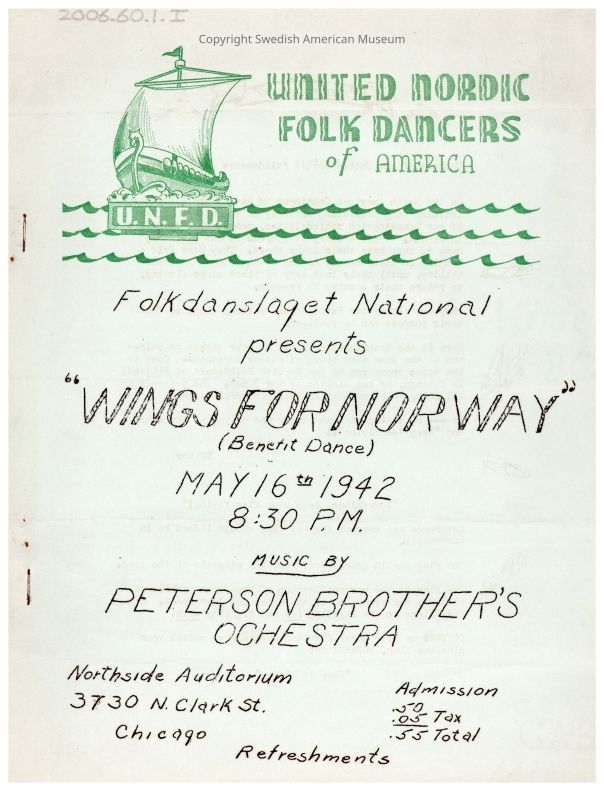 2006.60.1.I
Copyright Swedish American Museum
UNITED NORDIC
FOLK DANCERS
of AMERICA
U.N.F.D.
Folkdanslaget National
presents
"WINGS FOR NORWAY"
(Benefit Dance)
MAY 16th 1942
8:30 P.M.
MUSIC BY
PETERSON BROTHER'S
OCHESTRA
Northside Auditorium
3730 N. Clark St.
Chicago
Admission
.50
.05 Tax
.55 Total
Refreshments